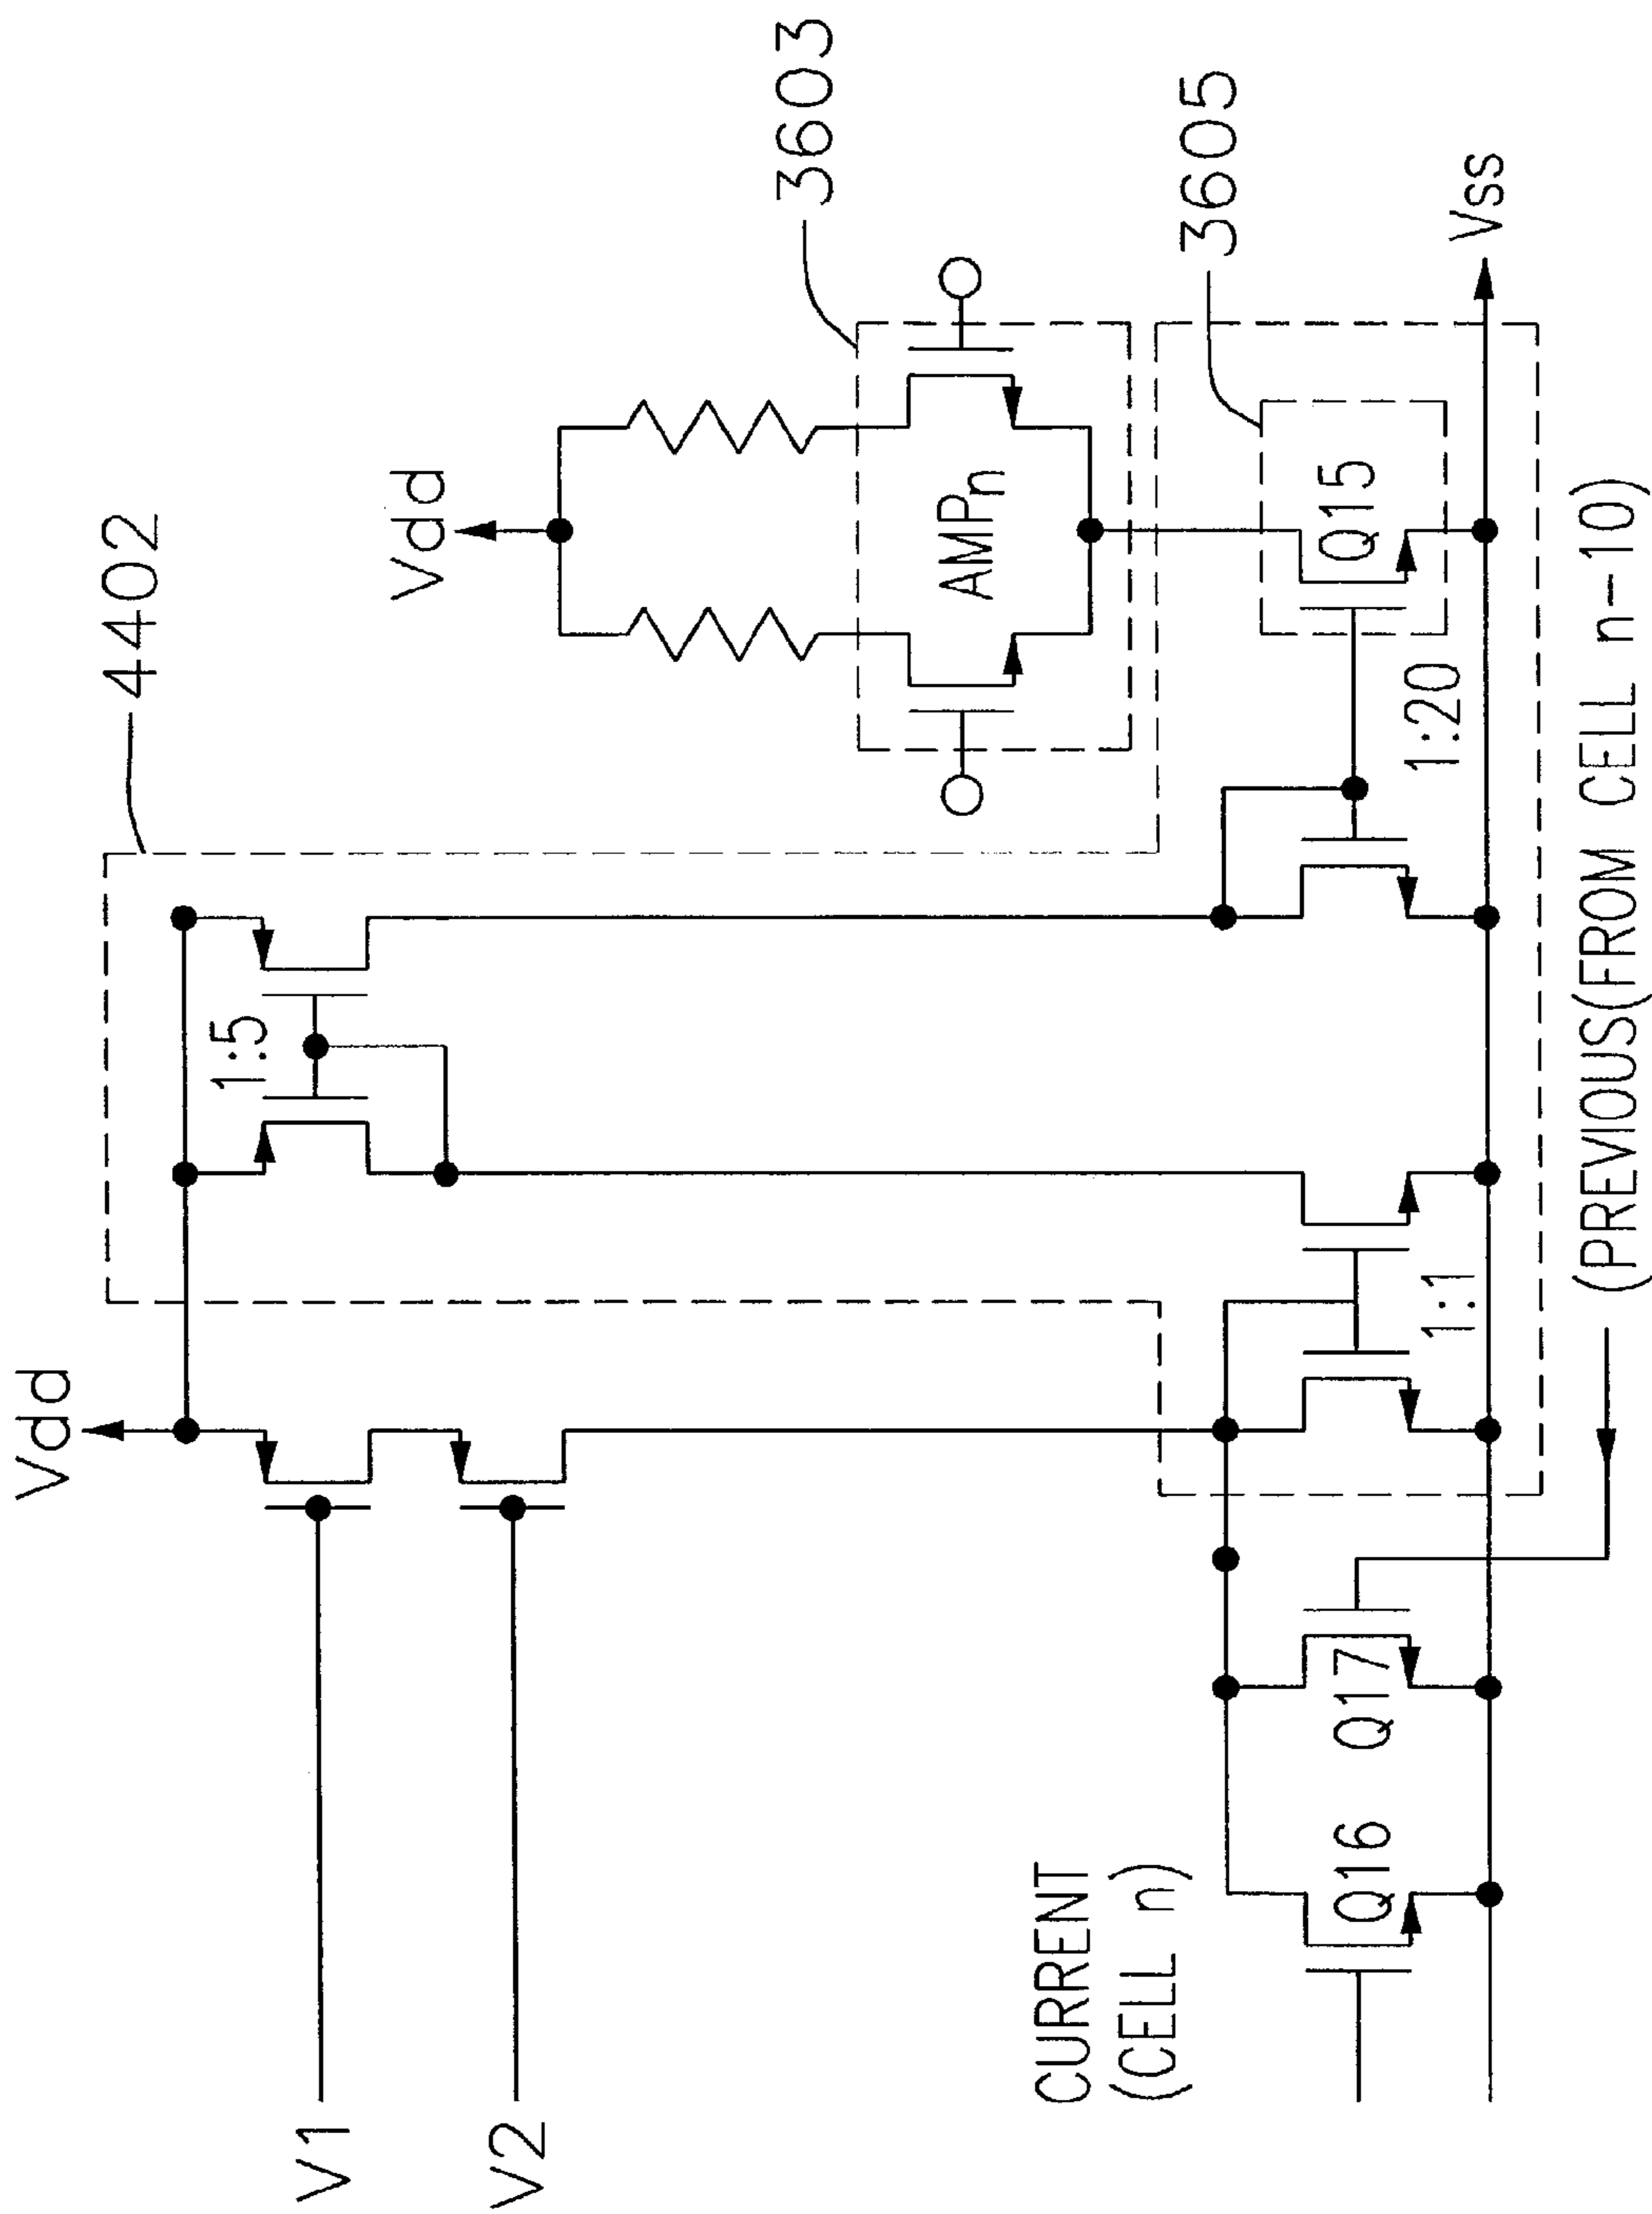 4402
Vdd
Vdd
3603
1:5
V1
V2
AMPn
3605
CURRENT
(CELL n)
Q16
Q17
1:1
1:20
Q15
Vss
(PREVIOUS(FROM CELL n-10)